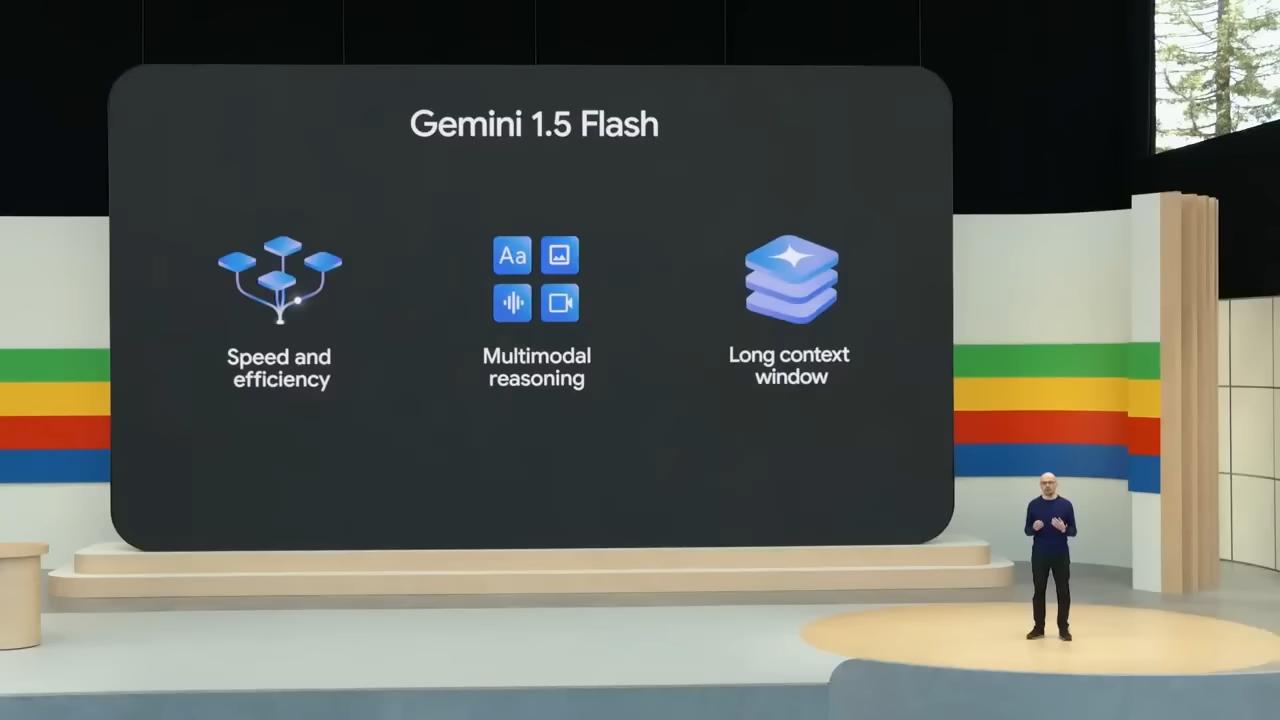 Gemini 1.5 Flash
Aa
Speed and
efficiency
Multimodal
reasoning
Long context
window